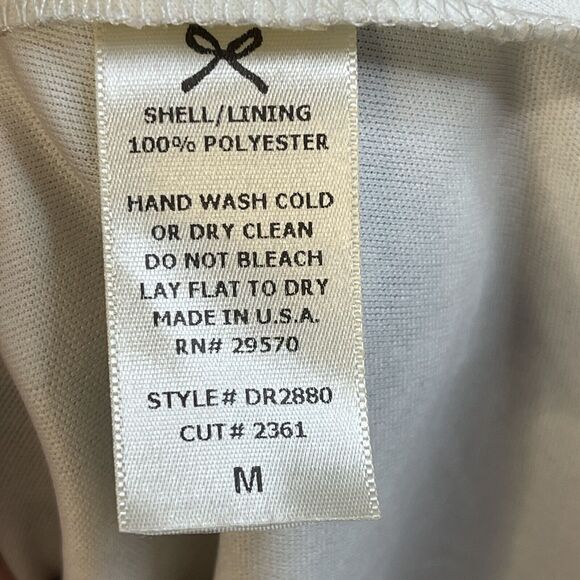 SHELL/LINING
100% POLYESTER
HAND WASH COLD
OR DRY CLEAN
DO NOT BLEACH
LAY FLAT TO DRY
MADE IN U.S.A.
RN# 29570
STYLE# DR2880
CUT# 2361
M